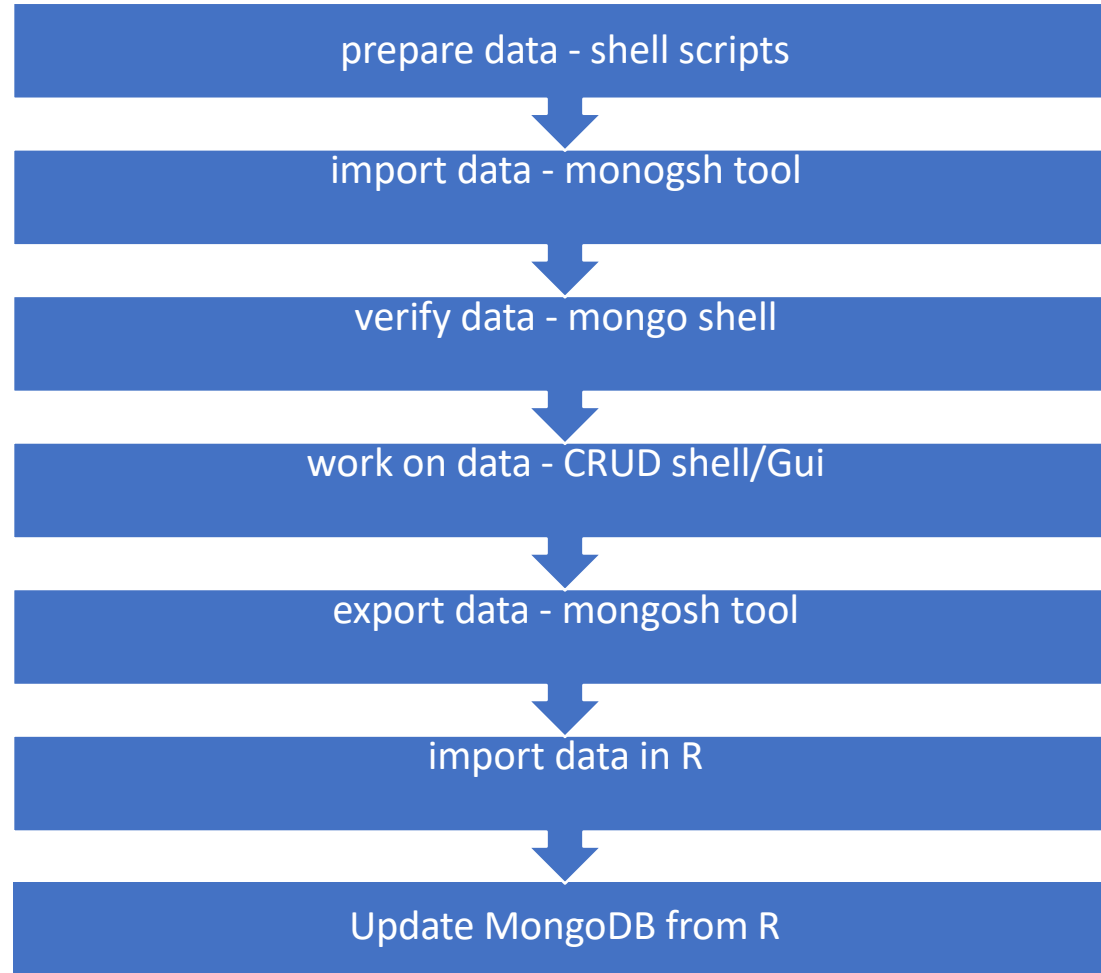 prepare data - shell scripts
import data - monogsh tool
verify data - mongo shell
work on data - CRUD shell/Gui
export data - mongosh tool
import data in R
Update MongoDB from R